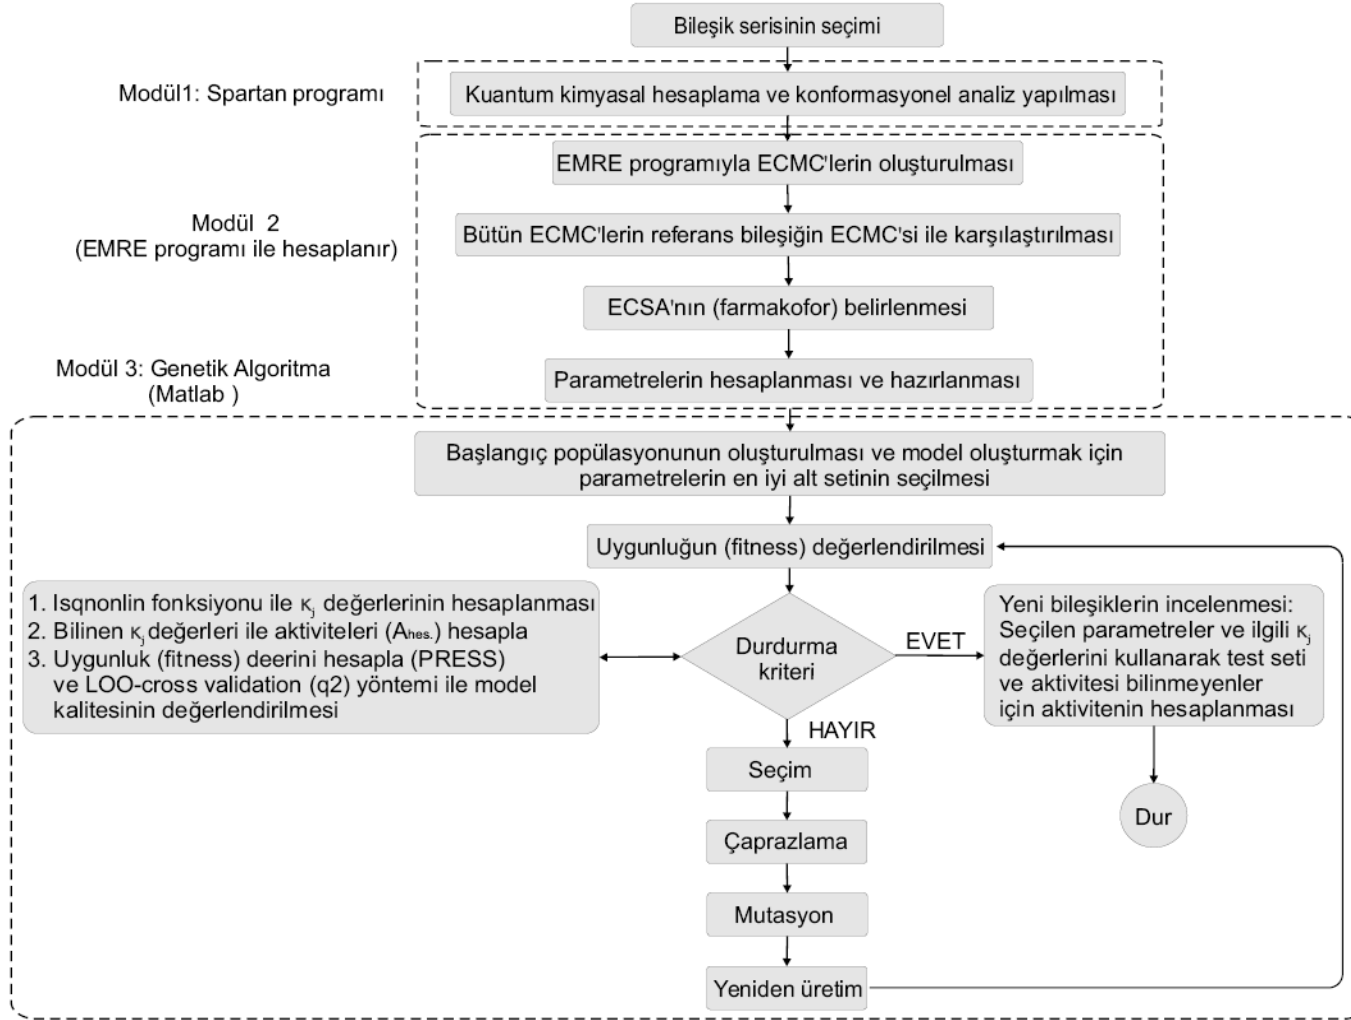 Bileşik serisinin seçimi
Modül1: Spartan programı
Kuantum kimyasal hesaplama ve konformasyonel analiz yapılması
EMRE programıyla ECMC'lerin oluşturulması
Modül 2
(EMRE programı ile hesaplanır)
Bütün ECMC'lerin referans bileşiğin ECMC'si ile karşılaştırılması
ECSA'nın (farmakofor) belirlenmesi
Modül 3: Genetik Algoritma
(Matlab )
Parametrelerin hesaplanması ve hazırlanması
Başlangıç popülasyonunun oluşturulması ve model oluşturmak için
parametrelerin en iyi alt setinin seçilmesi
Uygunluğun (fitness) değerlendirilmesi
1. Isqnonlin fonksiyonu ile κj değerlerinin hesaplanması
2. Bilinen κj değerleri ile aktiviteleri (Ahes.) hesapla
3. Uygunluk (fitness) deerini hesapla (PRESS)
ve LOO-cross validation (q2) yöntemi ile model
kalitesinin değerlendirilmesi
Durdurma
kriteri
EVET
Yeni bileşiklerin incelenmesi:
Seçilen parametreler ve ilgili κj
değerlerini kullanarak test seti
ve aktivitesi bilinmeyenler
için aktivitenin hesaplanması
HAYIR
Seçim
Dur
Çaprazlama
Mutasyon
Yeniden üretim